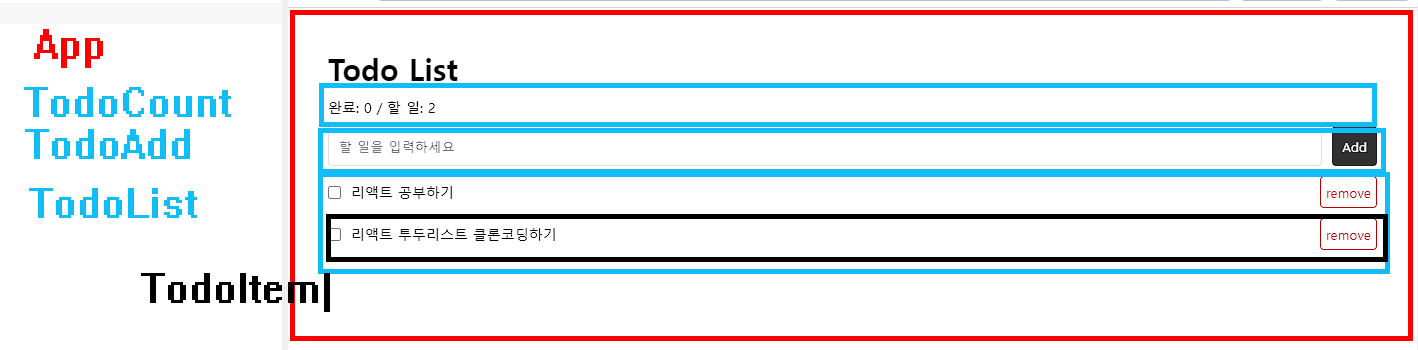 App
TodoCount
TodoAdd
TodoList
TodoItem
Todo List
완료: 0 / 할 일: 2
할 일을 입력하세요 Add
리액트 공부하기 remove
리액트 투두리스트 클론코딩하기 remove